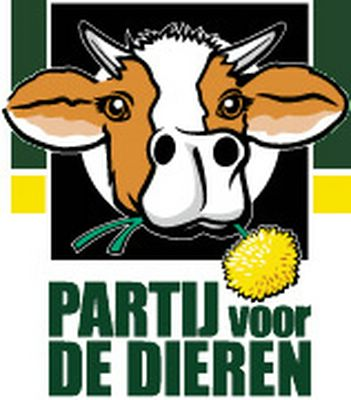 PARTIJ voor
DE DIEREN